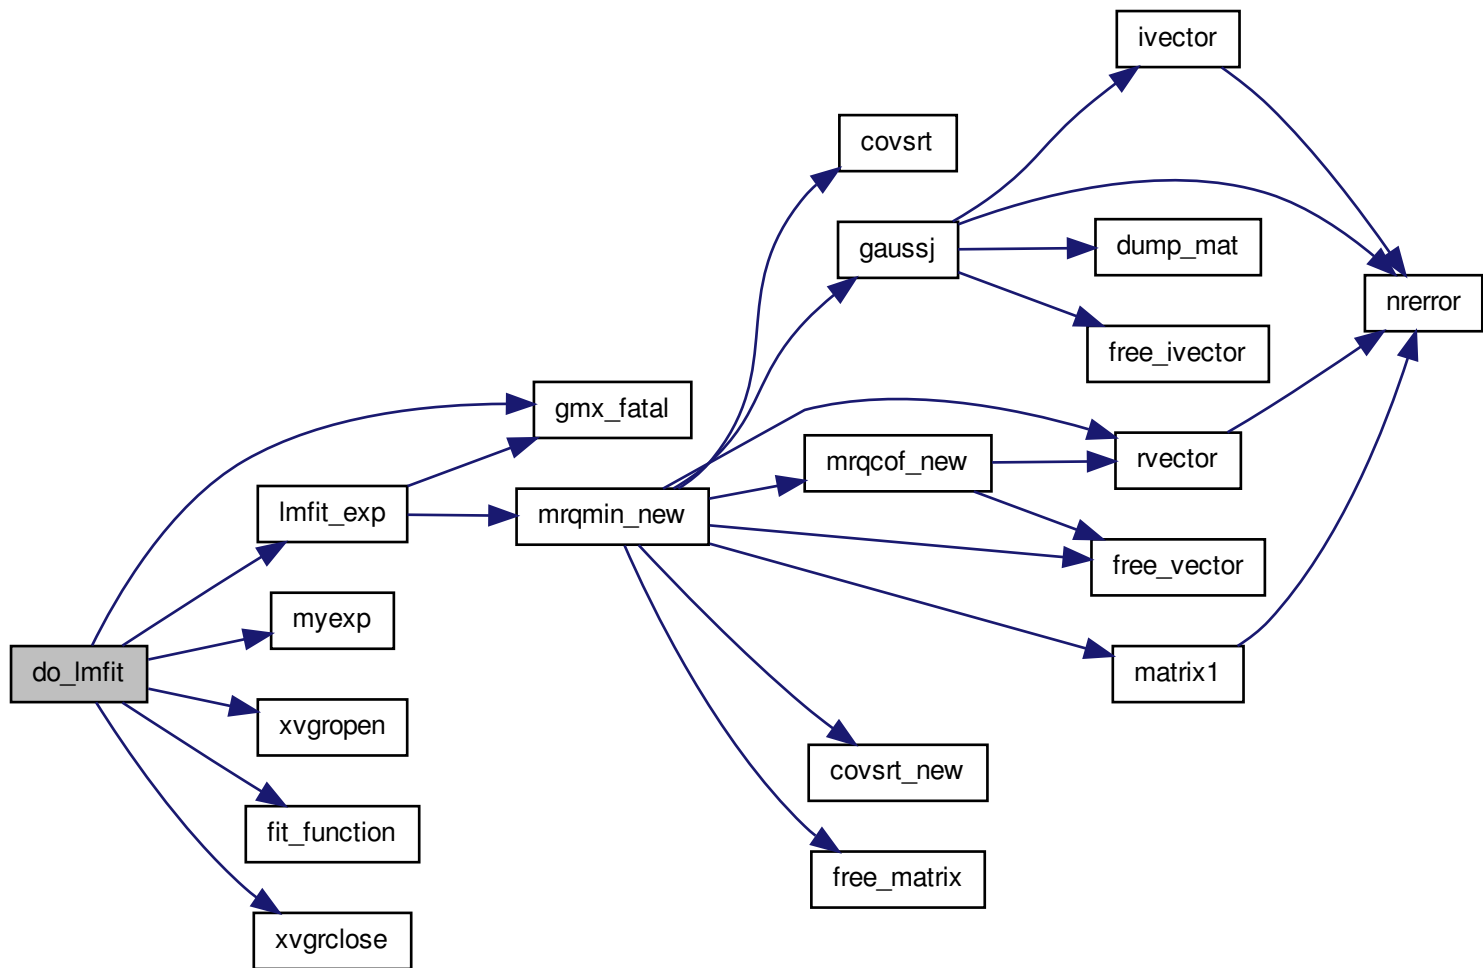 ivector
covsrt
gaussj
dump_mat
nrerror
free_ivector
gmx_fatal
mrqcof_new
rvector
lmfit_exp
mrqmin_new
free_vector
myexp
do_lmfit
matrix1
xvgropen
covsrt_new
fit_function
free_matrix
xvgrclose